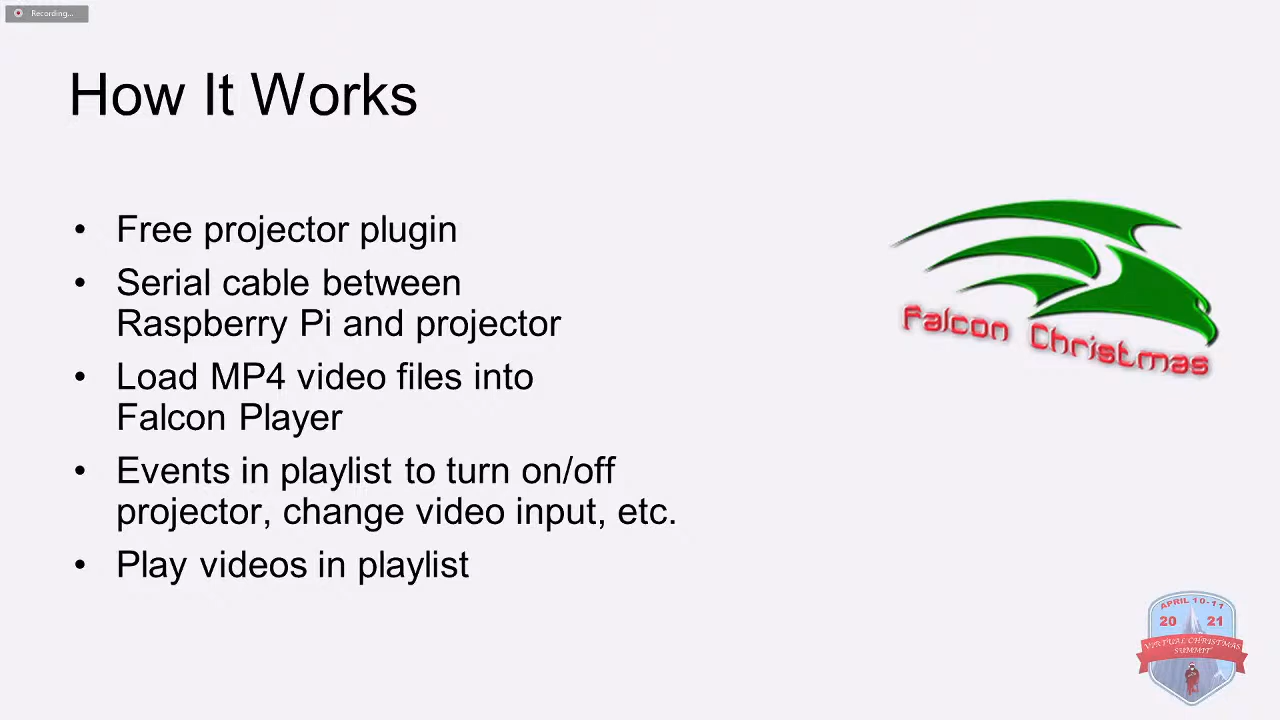 Recording...
How It Works
• Free projector plugin
• Serial cable between
Raspberry Pi and projector
• Load MP4 video files into
Falcon Player
• Events in playlist to turn on/off
projector, change video input, etc.
• Play videos in playlist
Falcon Christmas
APRIL 10-11
20 21
VIRTUAL CHRISTMAS
SUMMIT